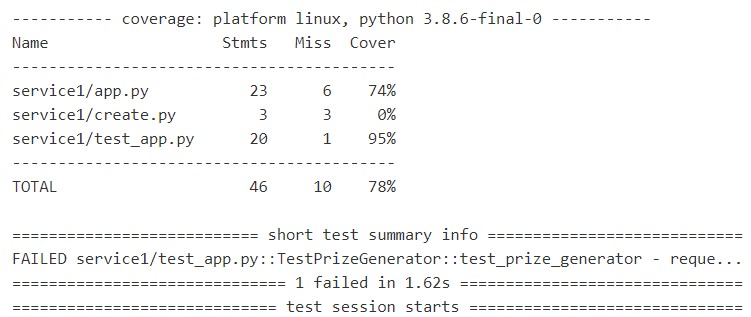 ----------- coverage: platform linux, python 3.8.6-final-0 -----------
Name                   Stmts   Miss  Cover
------------------------------------------
service1/app.py           23      6    74%
service1/create.py         3      3     0%
service1/test_app.py      20      1    95%
------------------------------------------
TOTAL                     46     10    78%
=========================== short test summary info ============================
FAILED service1/test_app.py::TestPrizeGenerator::test_prize_generator - reque...
============================== 1 failed in 1.62s ===============================
============================= test session starts ==============================